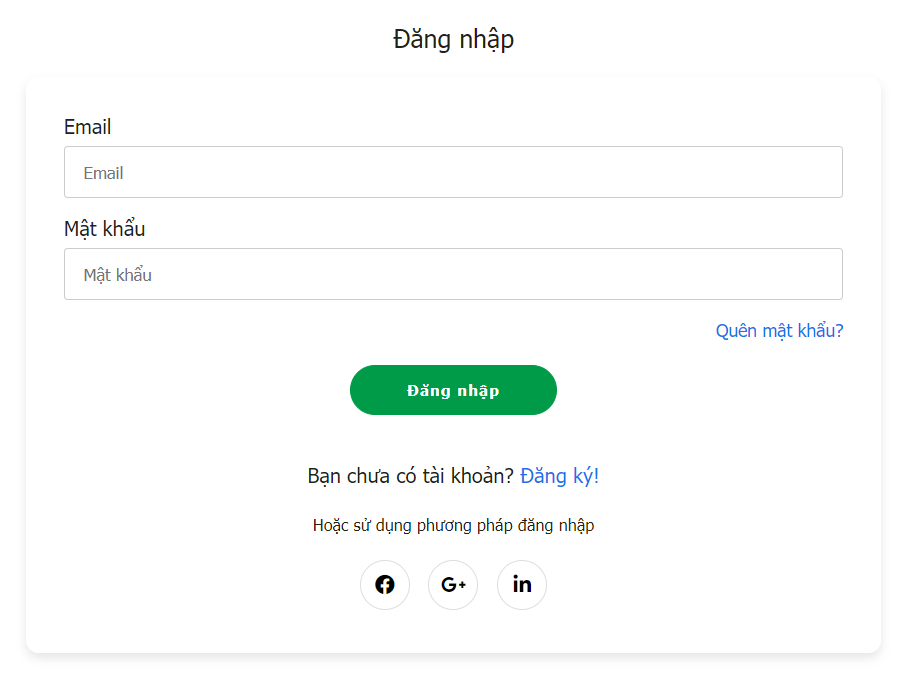 Đăng nhập
Email
Email
Mật khẩu
Mật khẩu
Quên mật khẩu?
Đăng nhập
Bạn chưa có tài khoản? Đăng ký!
Hoặc sử dụng phương pháp đăng nhập
G+
in